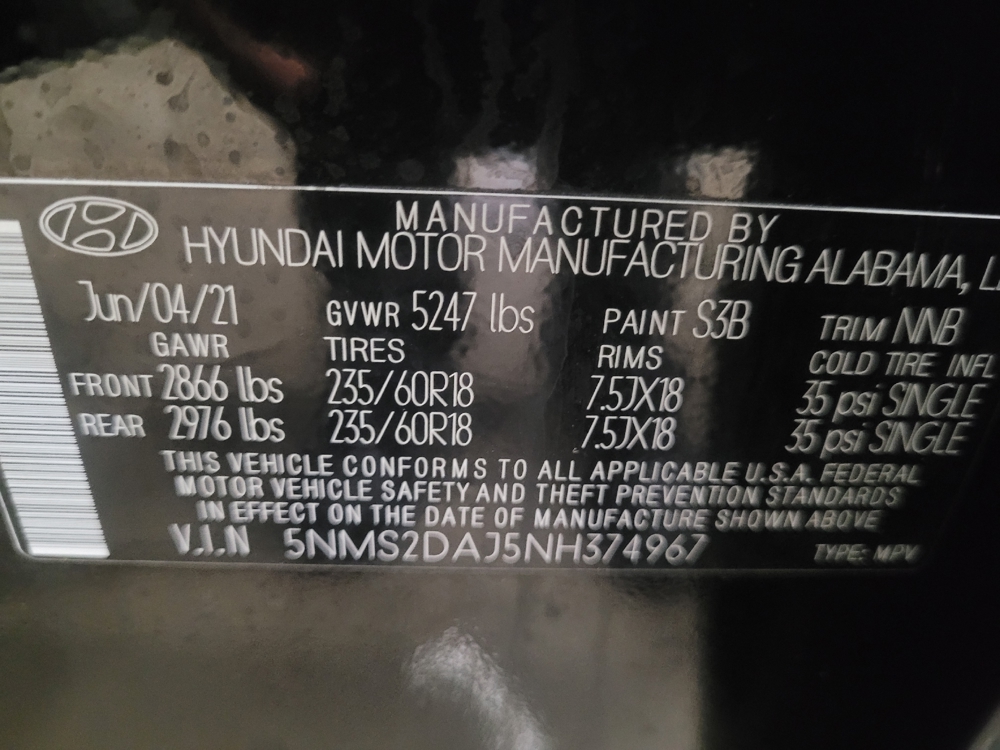 MANUFACTURED BY
HYUNDAI MOTOR MANUFACTURING ALABAMA,
Jun/04/21 GVWR 5247 lbs PAINT S3B TRIM NNB
GAWR TIRES RIMS COLD TIRE INFL
FRONT 2866 lbs 235/60R18 7.5JX18 35 psi SINGLE
REAR 2976 lbs 235/60R18 7.5JX18 35 psi SINGLE
THIS VEHICLE CONFORMS TO ALL APPLICABLE U.S.A. FEDERAL
MOTOR VEHICLE SAFETY AND THEFT PREVENTION STANDARDS
IN EFFECT ON THE DATE OF MANUFACTURE SHOWN ABOVE
V.I.N 5NMS2DAJ5NH374967 TYPE: MPV